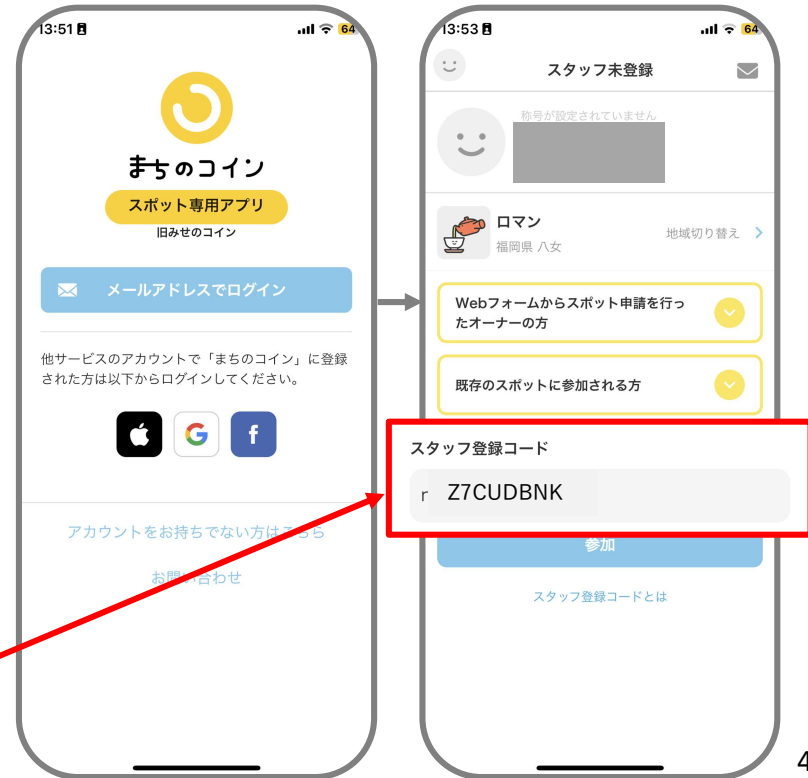 13:51
64
まちのコイン
スポット専用アプリ
旧みせのコイン
メールアドレスでログイン
他サービスのアカウントで「まちのコイン」に登録
された方は以下からログインしてください。
G
f
アカウントをお持ちでない方はこちら
お問い合わせ
13:53
64
スタッフ未登録
称号が設定されていません
ロマン
福岡県 八女
地域切り替え
Webフォームからスポット申請を行っ
たオーナーの方
既存のスポットに参加される方
スタッフ登録コード
r Z7CUDBNK
参加
スタッフ登録コードとは
4